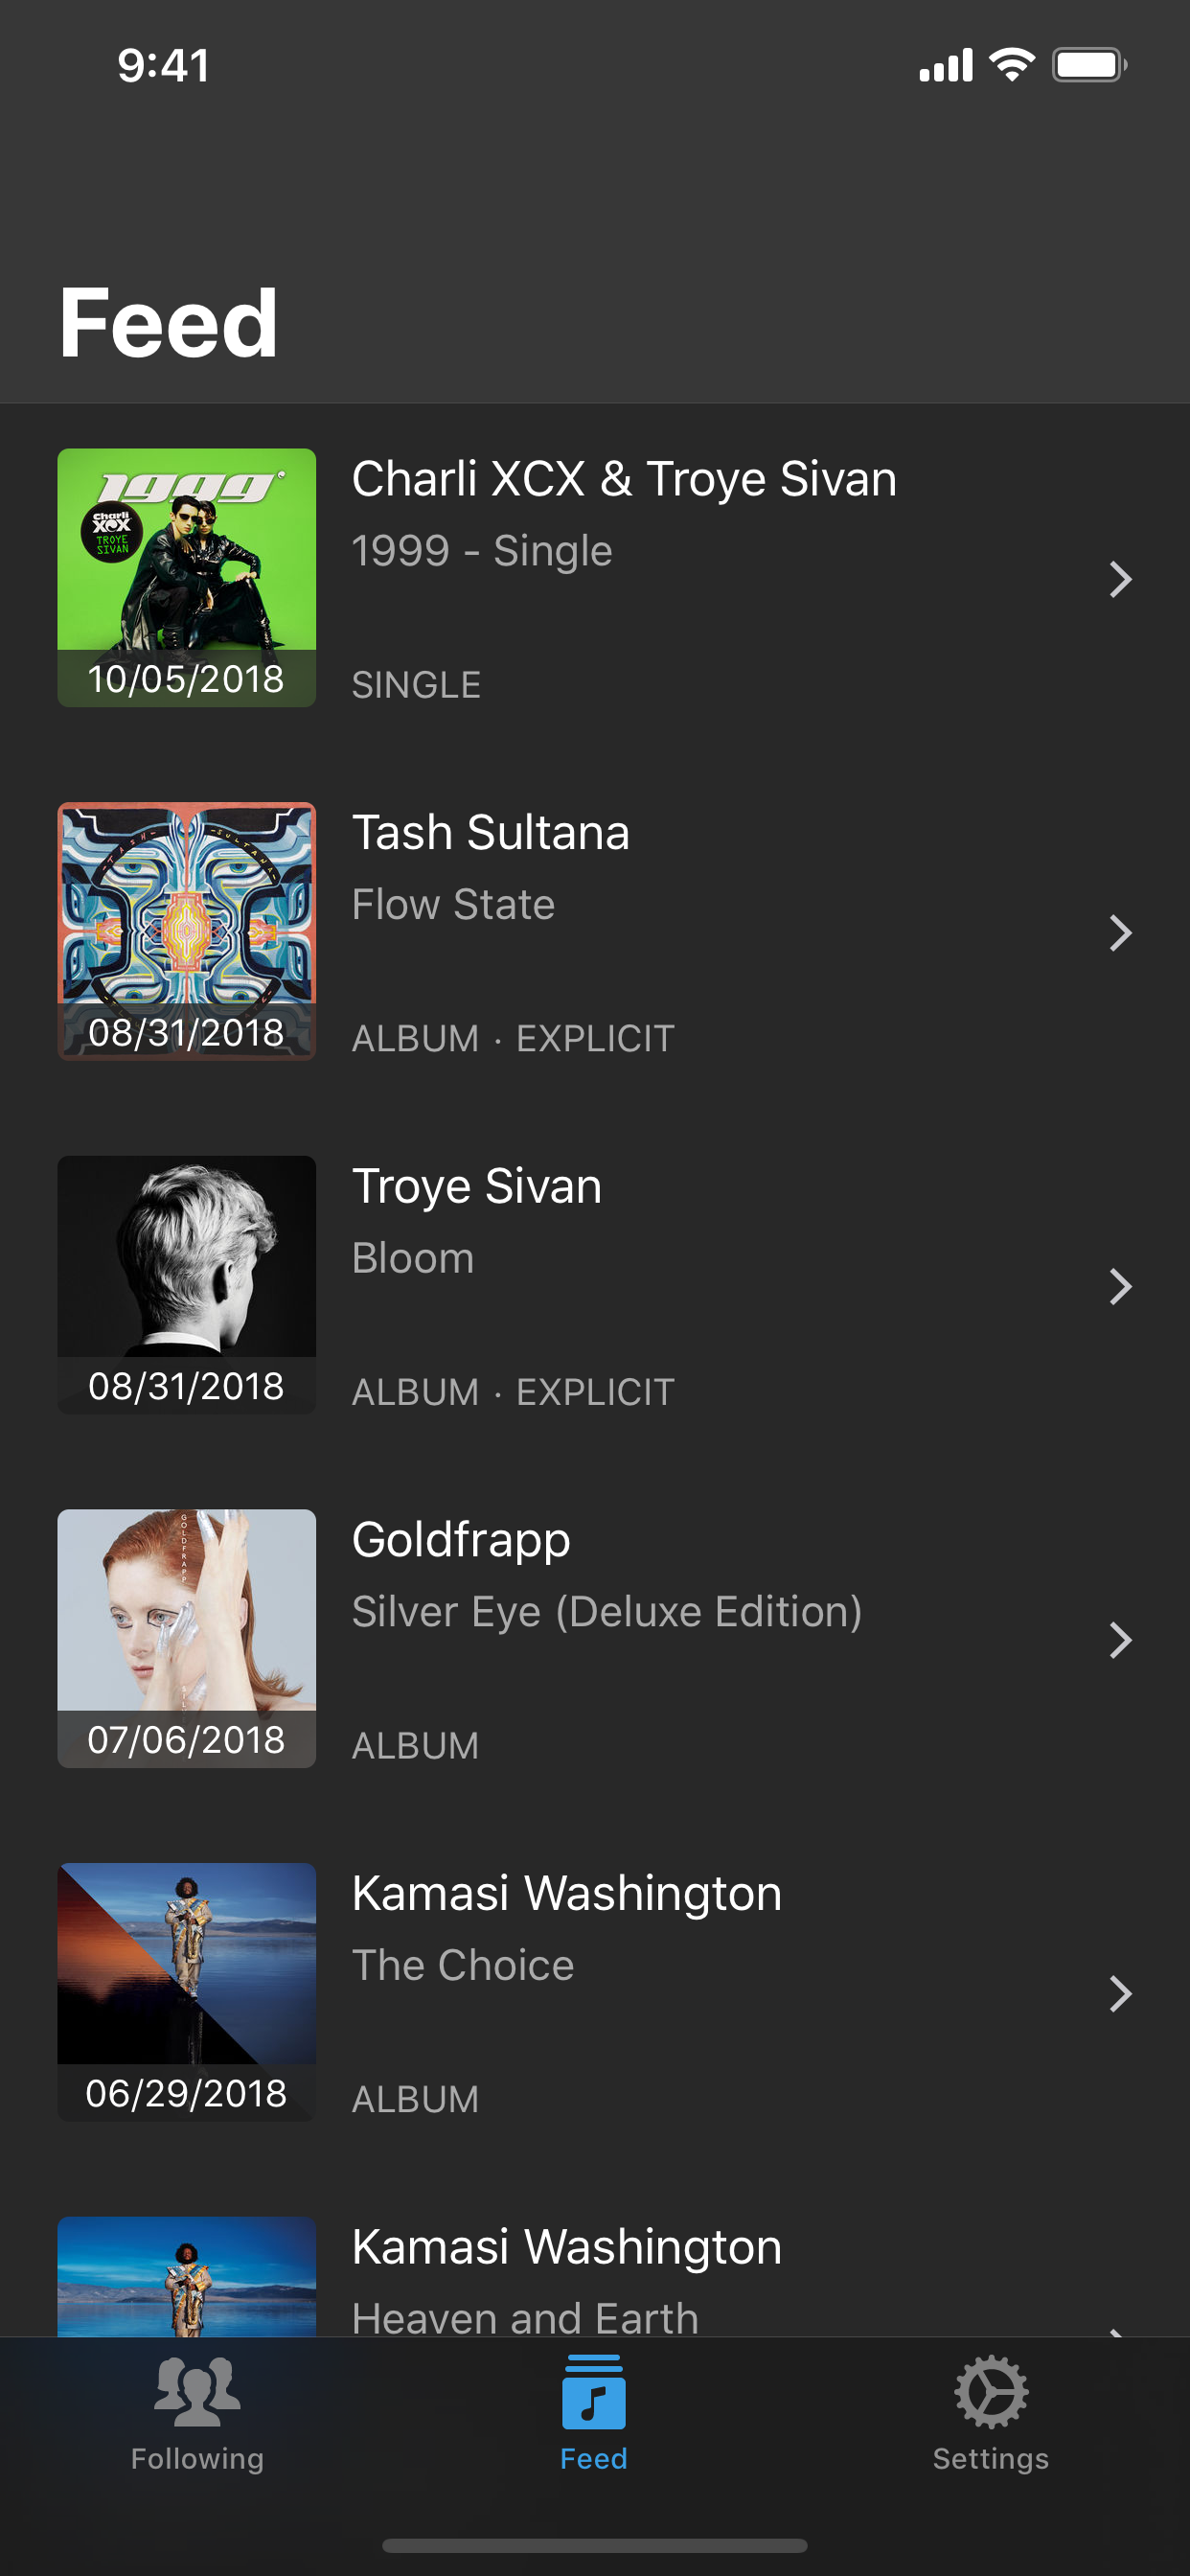 9:41
Feed
1999
Charli
XCX
TROYE
SIVAN
10/05/2018
Charli XCX & Troye Sivan
1999 - Single
SINGLE
TASH SULTANA
08/31/2018
Tash Sultana
Flow State
ALBUM · EXPLICIT
08/31/2018
Troye Sivan
Bloom
ALBUM · EXPLICIT
GOLDFRAPP
SIL
07/06/2018
Goldfrapp
Silver Eye (Deluxe Edition)
ALBUM
06/29/2018
Kamasi Washington
The Choice
ALBUM
Kamasi Washington
Heaven and Earth
Following
Feed
Settings